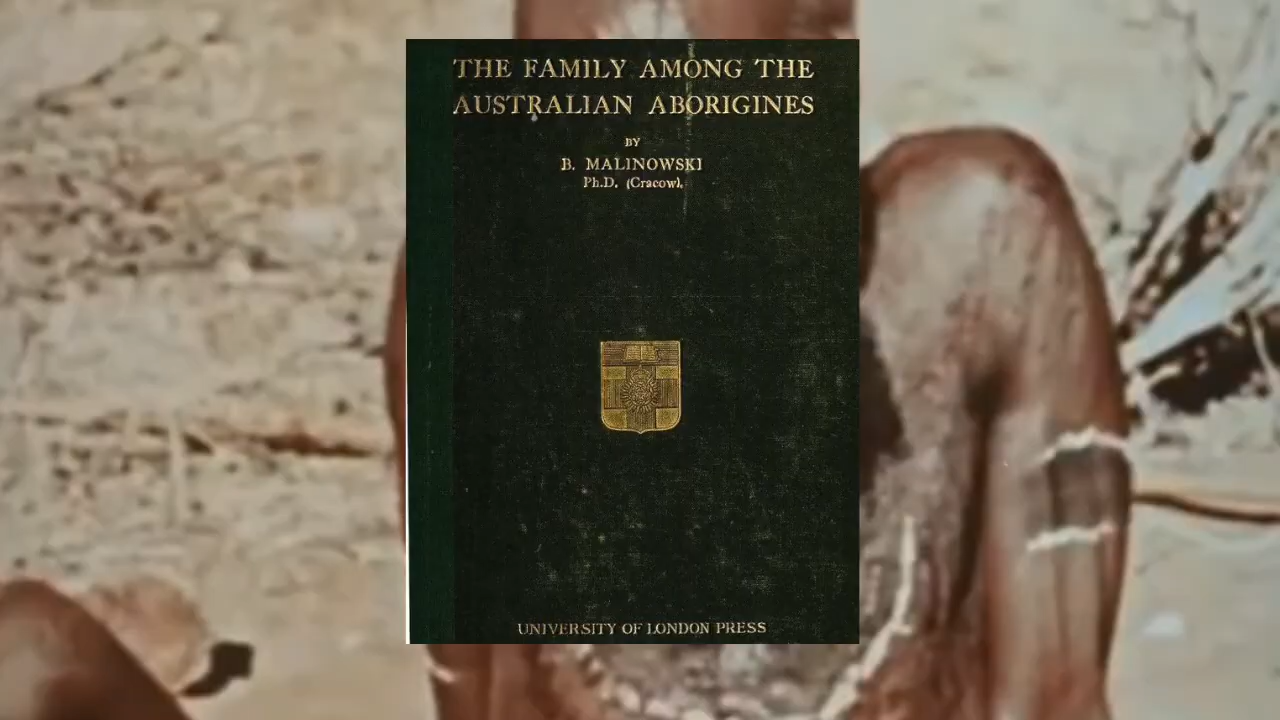 THE FAMILY AMONG THE
AUSTRALIAN ABORIGINES
BY
B. MALINOWSKI
Ph.D. (Cracow).
UNIVERSITY OF LONDON PRESS